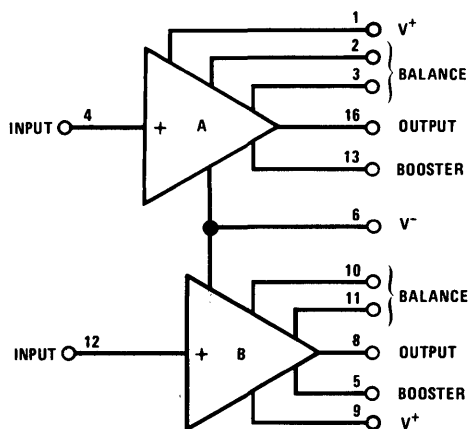 1 V+
2
3 BALANCE
INPUT 4 + A 16 OUTPUT
13 BOOSTER
6 V-
10
11 BALANCE
INPUT 12 + B 8 OUTPUT
5 BOOSTER
9 V+